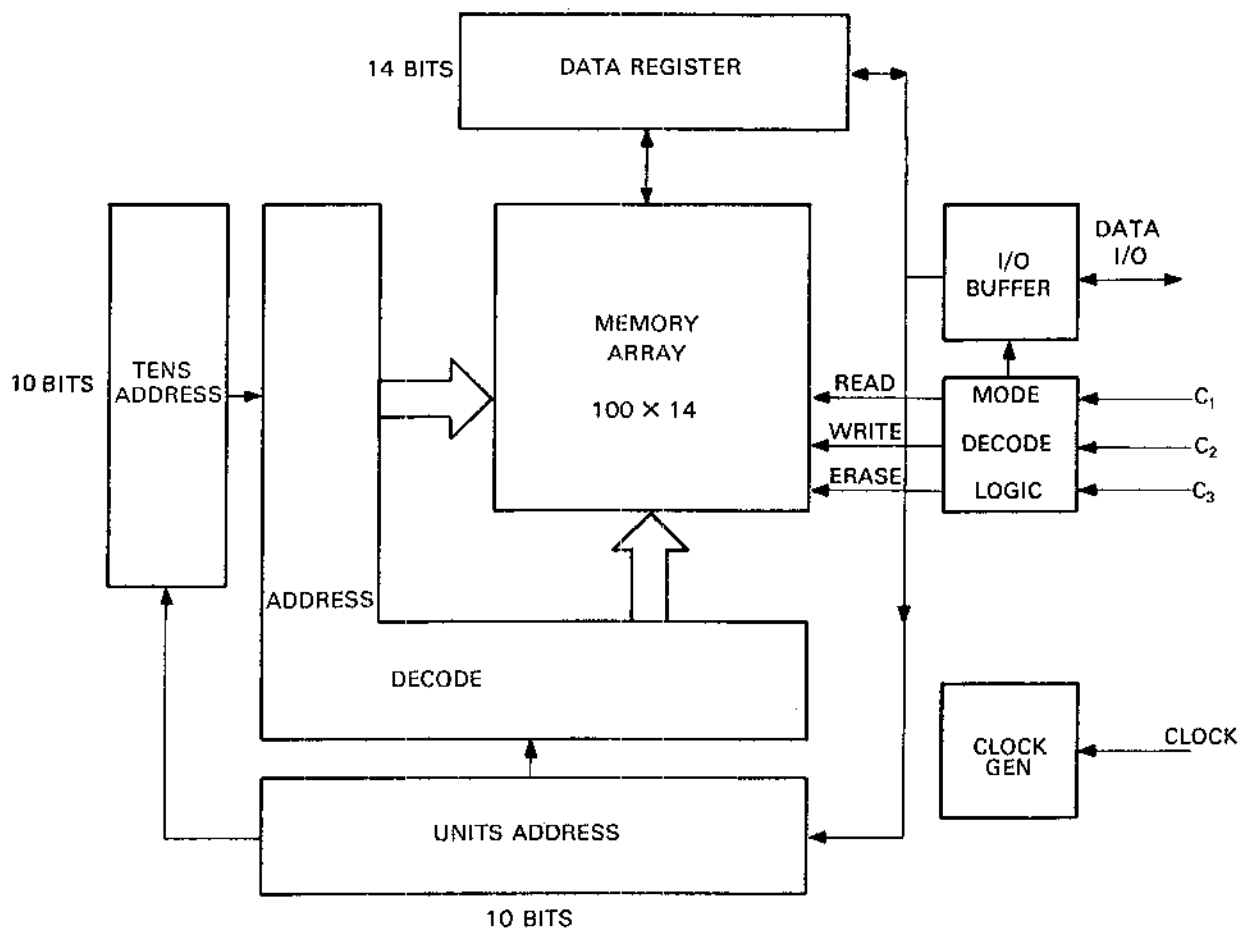 14 BITS
DATA REGISTER
DATA
I/O
I/O
BUFFER
MEMORY
ARRAY
100 × 14
10 BITS
TENS
ADDRESS
READ
WRITE
ERASE
MODE
DECODE
LOGIC
C₁
C₂
C₃
ADDRESS
DECODE
CLOCK
GEN
CLOCK
UNITS ADDRESS
10 BITS